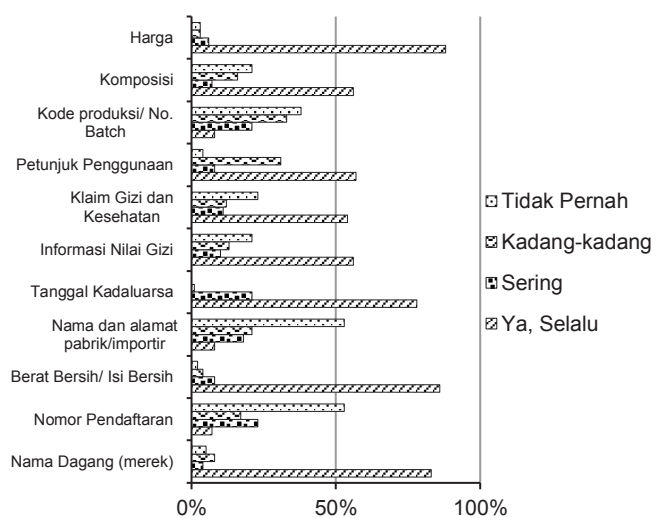 Harga
Komposisi
Kode produksi/ No.
Batch
Petunjuk Penggunaan
Klaim Gizi dan
Kesehatan
Informasi Nilai Gizi
Tanggal Kadaluarsa
Nama dan alamat
pabrik/importir
Berat Bersih/ Isi Bersih
Nomor Pendaftaran
Nama Dagang (merek)
0%
50%
100%
Tidak Pernah
Kadang-kadang
Sering
Ya, Selalu